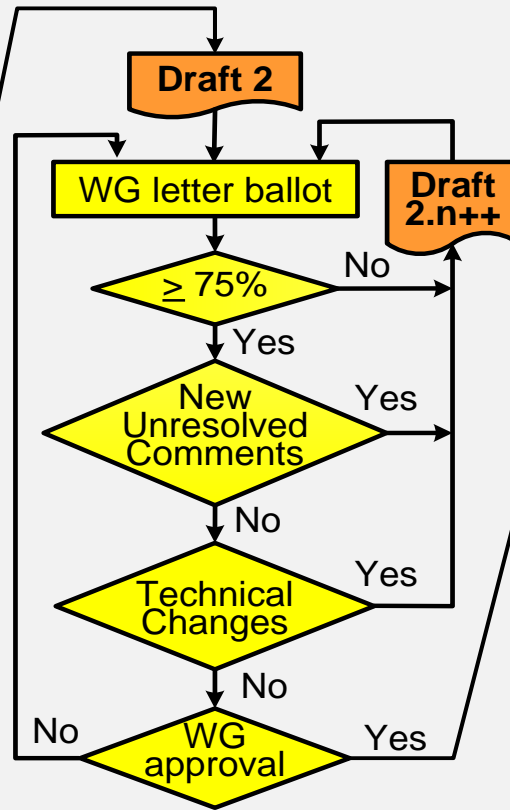 Draft 2
WG letter ballot
Draft
2.n++
≥ 75%
No
Yes
New
Unresolved
Comments
Yes
No
Technical
Changes
Yes
No
No
WG
approval
Yes